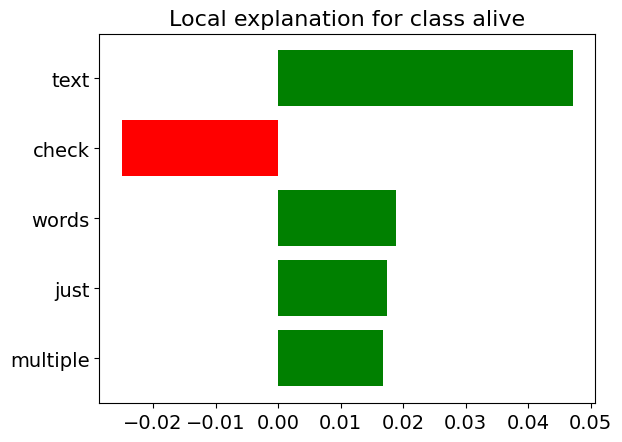 Local explanation for class alive
text
check
words
just
multiple
−0.02 −0.01 0.00 0.01 0.02 0.03 0.04 0.05